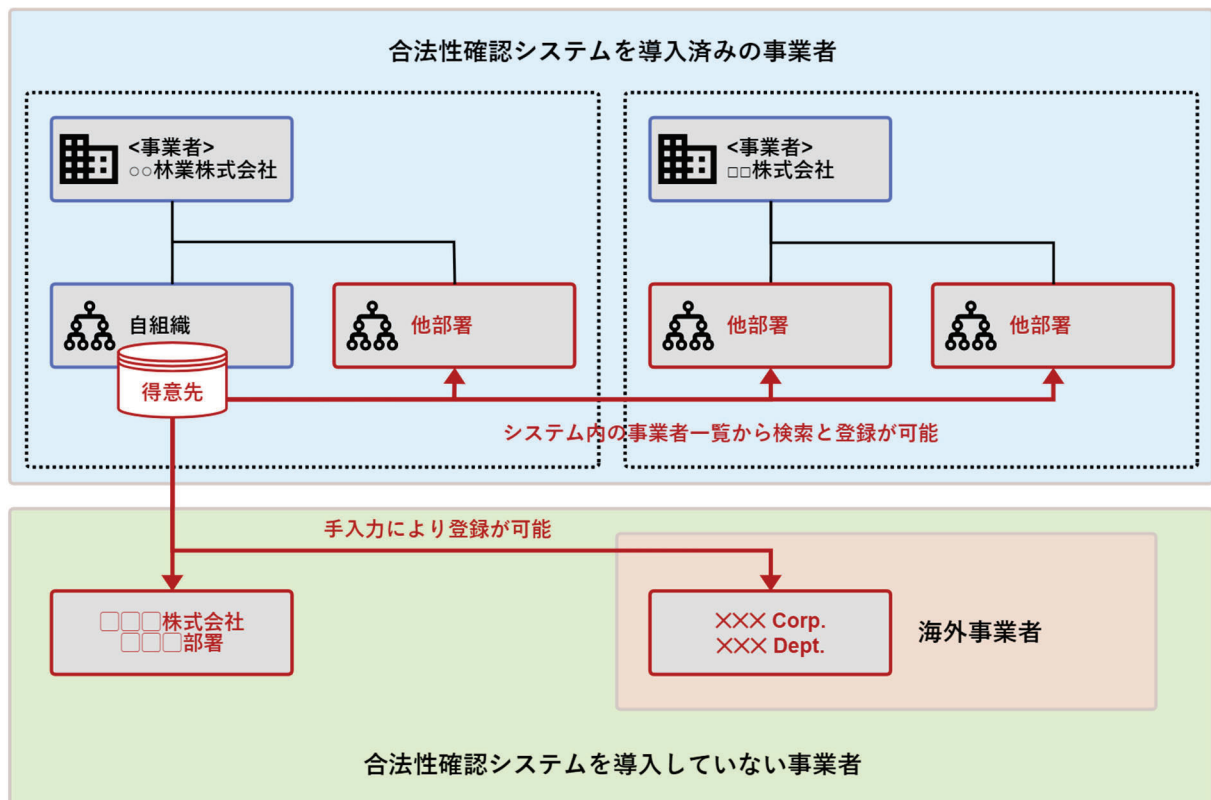 合法性確認システムを導入済みの事業者
<事業者>
○○林業株式会社
<事業者>
□□株式会社
自組織
他部署
他部署
他部署
得意先
システム内の事業者一覧から検索と登録が可能
手入力により登録が可能
□□□株式会社
□□□部署
××× Corp.
××× Dept.
海外事業者
合法性確認システムを導入していない事業者